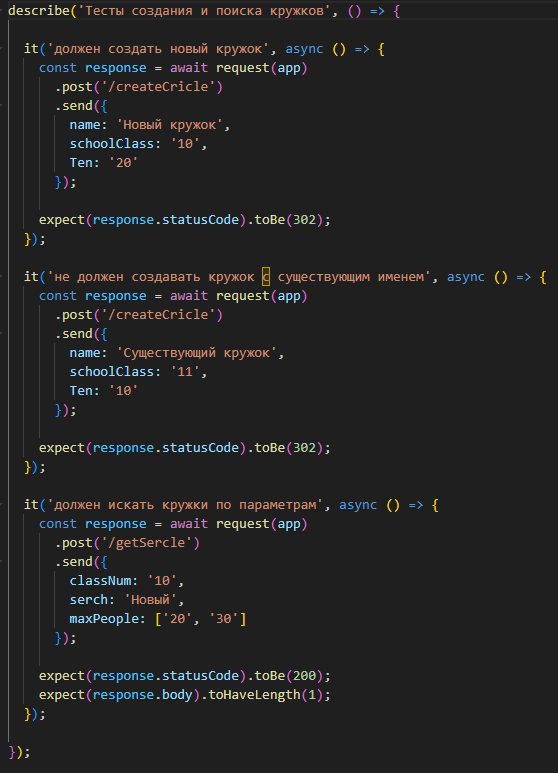 describe('Тесты создания и поиска кружков', () => {
it('должен создать новый кружок', async () => {
const response = await request(app)
.post('/createCricle')
.send({
name: 'Новый кружок',
schoolClass: '10',
Ten: '20'
});
expect(response.statusCode).toBe(302);
});
it('не должен создавать кружок с существующим именем', async () => {
const response = await request(app)
.post('/createCricle')
.send({
name: 'Существующий кружок',
schoolClass: '11',
Ten: '10'
});
expect(response.statusCode).toBe(302);
});
it('должен искать кружки по параметрам', async () => {
const response = await request(app)
.post('/getSercle')
.send({
classNum: '10',
serch: 'Новый',
maxPeople: ['20', '30']
});
expect(response.statusCode).toBe(200);
expect(response.body).toHaveLength(1);
});
});